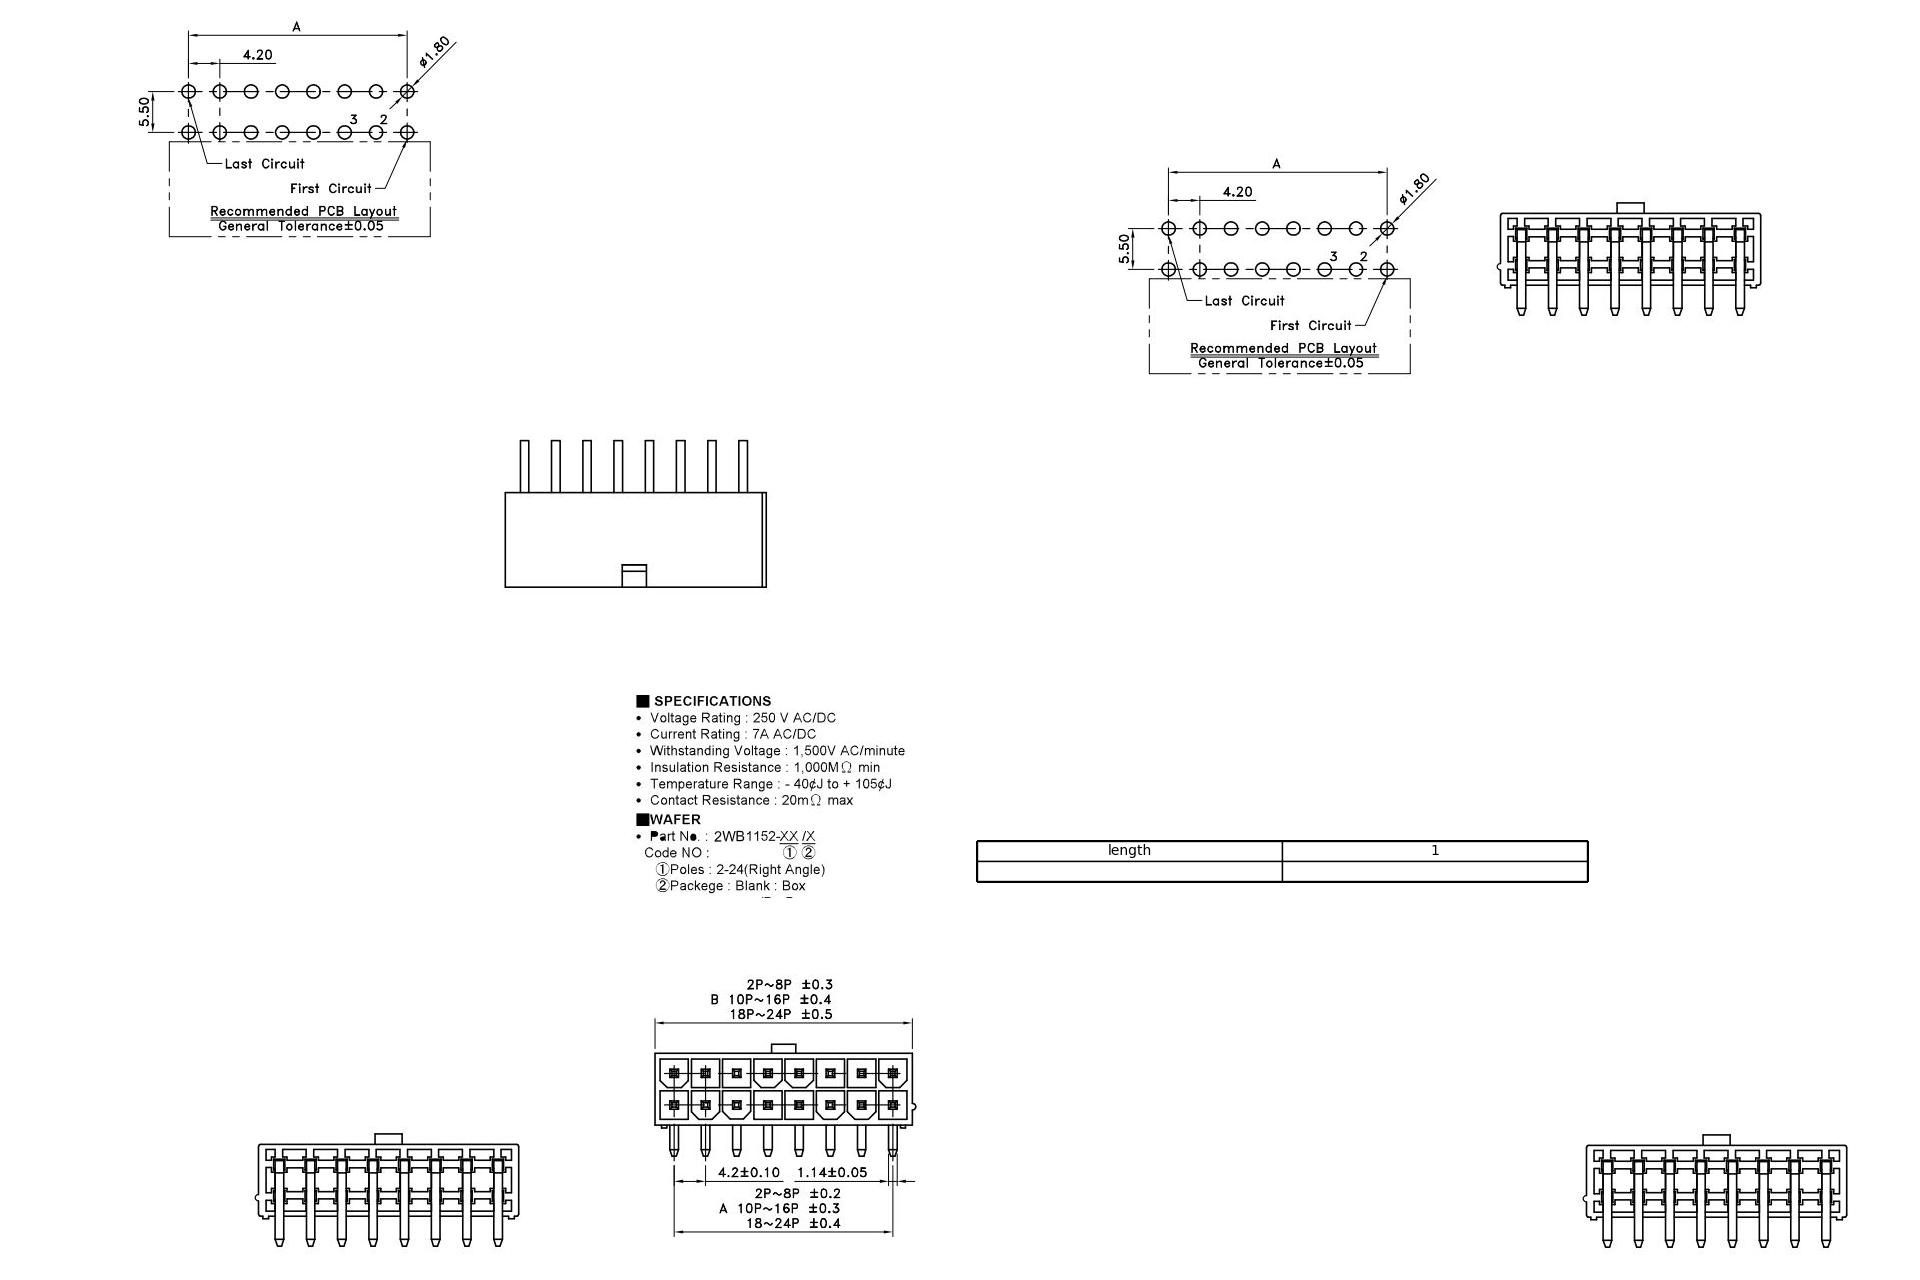 A
4.20
ø1.80
5.50
3 2
Last Circuit
First Circuit
Recommended PCB Layout
General Tolerance±0.05
A
4.20
ø1.80
5.50
3 2
Last Circuit
First Circuit
Recommended PCB Layout
General Tolerance±0.05
■ SPECIFICATIONS
• Voltage Rating : 250 V AC/DC
• Current Rating : 7A AC/DC
• Withstanding Voltage : 1,500V AC/minute
• Insulation Resistance : 1,000MΩ min
• Temperature Range : - 40¢J to + 105¢J
• Contact Resistance : 20mΩ max
■WAFER
• Part No. : 2WB1152-XX /X
Code NO : ① ②
①Poles : 2-24(Right Angle)
②Packege : Blank : Box
length 1
2P~8P ±0.3
B 10P~16P ±0.4
18P~24P ±0.5
4.2±0.10 1.14±0.05
2P~8P ±0.2
A 10P~16P ±0.3
18~24P ±0.4